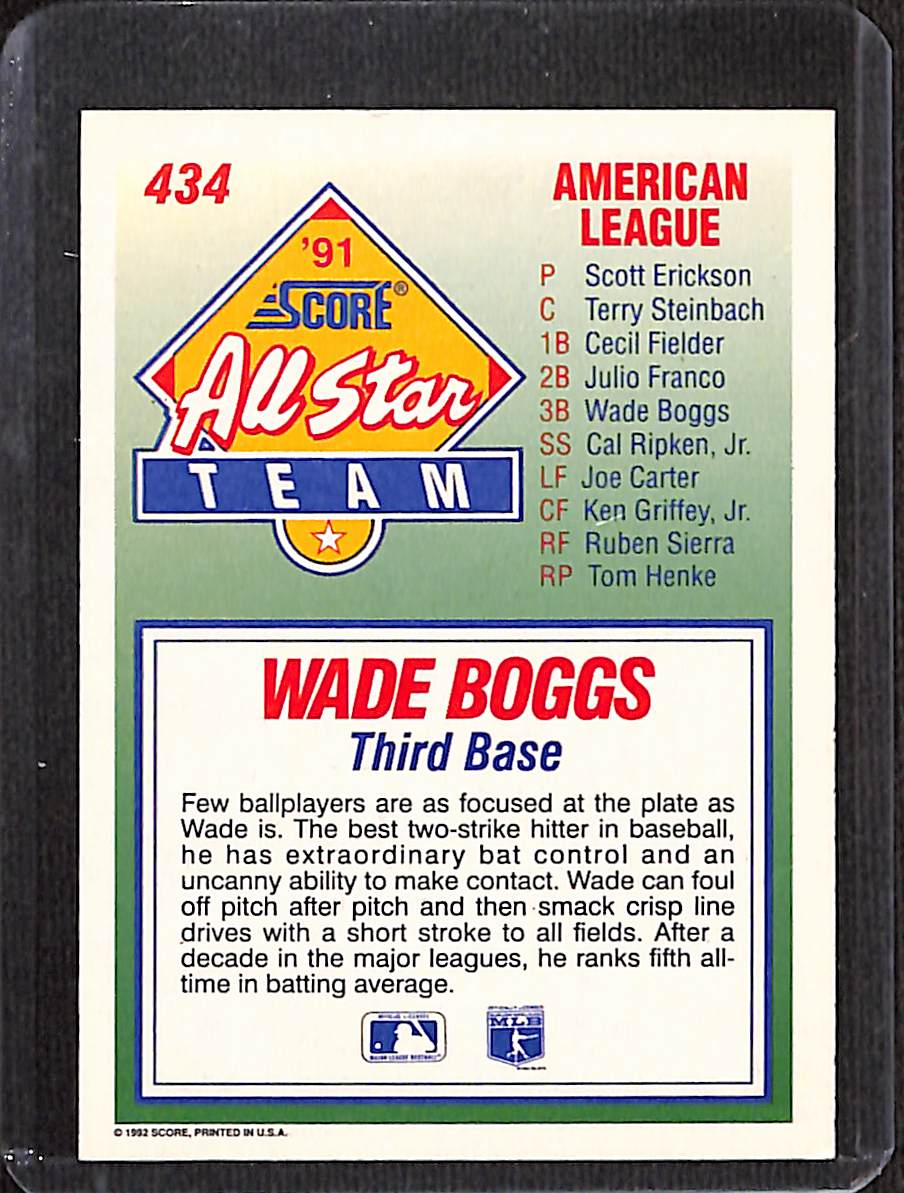 434
'91
SCORE®
All Star
TEAM
AMERICAN
LEAGUE
P Scott Erickson
C Terry Steinbach
1B Cecil Fielder
2B Julio Franco
3B Wade Boggs
SS Cal Ripken, Jr.
LF Joe Carter
CF Ken Griffey, Jr.
RF Ruben Sierra
RP Tom Henke
WADE BOGGS
Third Base
Few ballplayers are as focused at the plate as
Wade is. The best two-strike hitter in baseball,
he has extraordinary bat control and an
uncanny ability to make contact. Wade can foul
off pitch after pitch and then smack crisp line
drives with a short stroke to all fields. After a
decade in the major leagues, he ranks fifth all-
time in batting average.
MAJOR LEAGUE BASEBALL
MLB
© 1992 SCORE, PRINTED IN U.S.A.